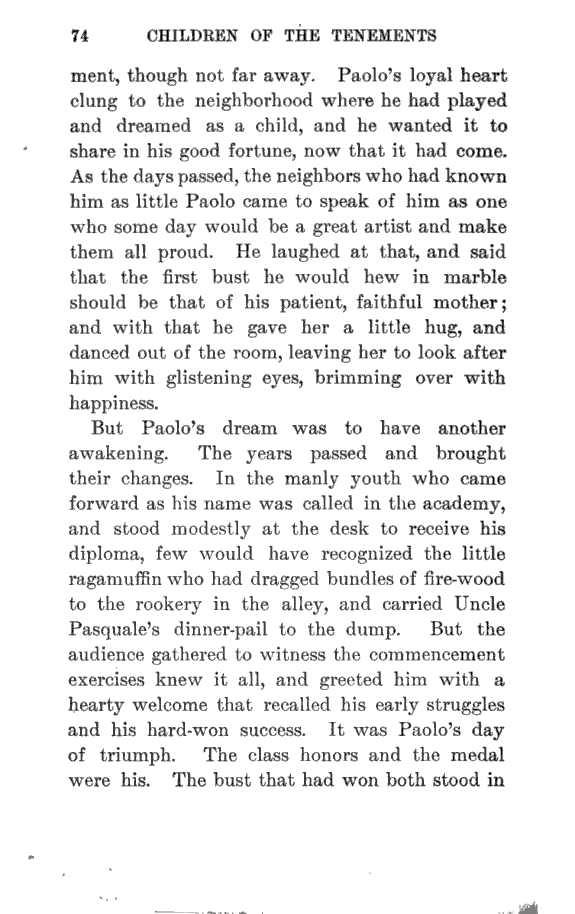 74 CHILDREN OF THE TENEMENTS
ment, though not far away. Paolo's loyal heart
clung to the neighborhood where he had played
and dreamed as a child, and he wanted it to
share in his good fortune, now that it had come.
As the days passed, the neighbors who had known
him as little Paolo came to speak of him as one
who some day would be a great artist and make
them all proud. He laughed at that, and said
that the first bust he would hew in marble
should be that of his patient, faithful mother;
and with that he gave her a little hug, and
danced out of the room, leaving her to look after
him with glistening eyes, brimming over with
happiness.
But Paolo's dream was to have another
awakening. The years passed and brought
their changes. In the manly youth who came
forward as his name was called in the academy,
and stood modestly at the desk to receive his
diploma, few would have recognized the little
ragamuffin who had dragged bundles of fire-wood
to the rookery in the alley, and carried Uncle
Pasquale's dinner-pail to the dump. But the
audience gathered to witness the commencement
exercises knew it all, and greeted him with a
hearty welcome that recalled his early struggles
and his hard-won success. It was Paolo's day
of triumph. The class honors and the medal
were his. The bust that had won both stood in